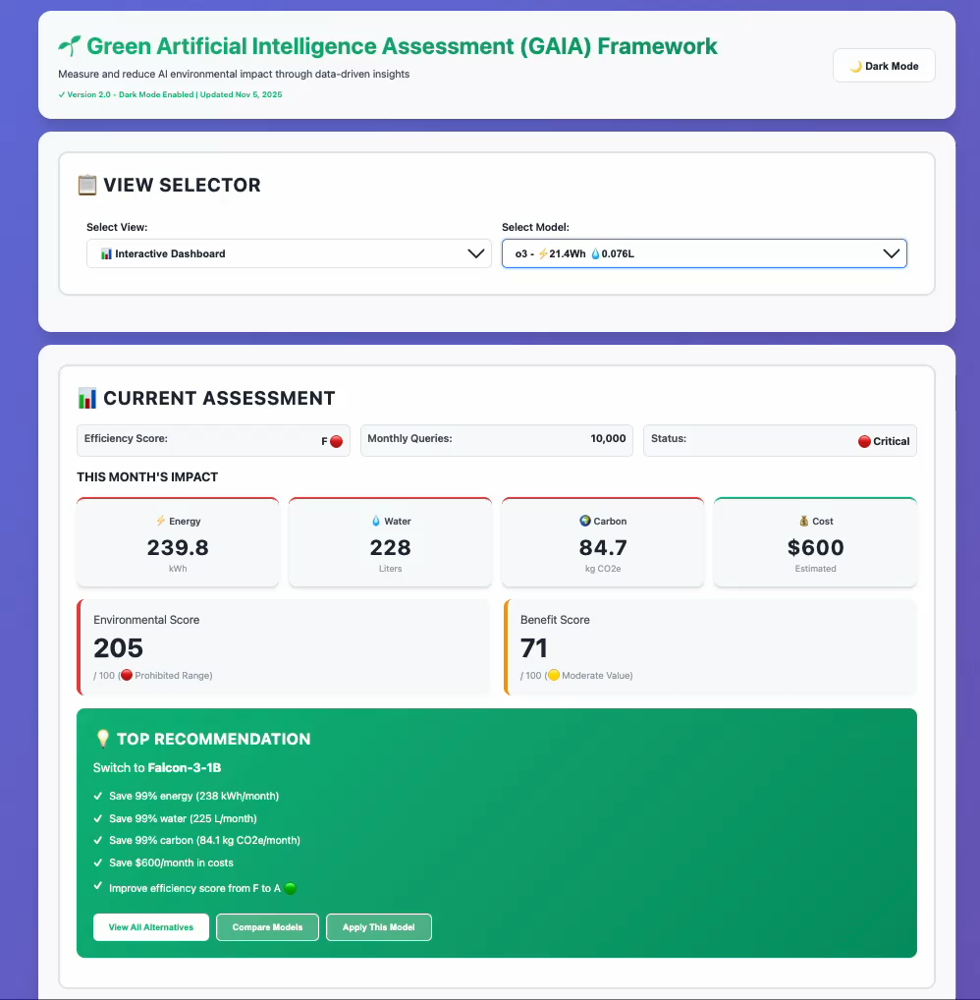 🌱 Green Artificial Intelligence Assessment (GAIA) Framework
Measure and reduce AI environmental impact through data-driven insights
✓ Version 2.0 - Dark Mode Enabled | Updated Nov 5, 2025
🌙 Dark Mode
📋 VIEW SELECTOR
Select View:
📊 Interactive Dashboard
Select Model:
o3 - ⚡21.4Wh 💧0.076L
📊 CURRENT ASSESSMENT
Efficiency Score: F 🔴
Monthly Queries: 10,000
Status: 🔴 Critical
THIS MONTH'S IMPACT
⚡ Energy
239.8
kWh
💧 Water
228
Liters
🌍 Carbon
84.7
kg CO2e
💰 Cost
$600
Estimated
Environmental Score
205
/ 100 (🔴 Prohibited Range)
Benefit Score
71
/ 100 (🟡 Moderate Value)
💡 TOP RECOMMENDATION
Switch to Falcon-3-1B
✓ Save 99% energy (238 kWh/month)
✓ Save 99% water (225 L/month)
✓ Save 99% carbon (84.1 kg CO2e/month)
✓ Save $600/month in costs
✓ Improve efficiency score from F to A 🟢
View All Alternatives
Compare Models
Apply This Model